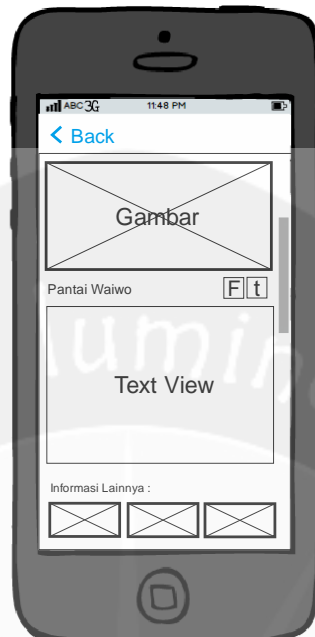 ABC 3G 11:48 PM
Back
Gambar
Pantai Waiwo
F t
Text View
Informasi Lainnya :